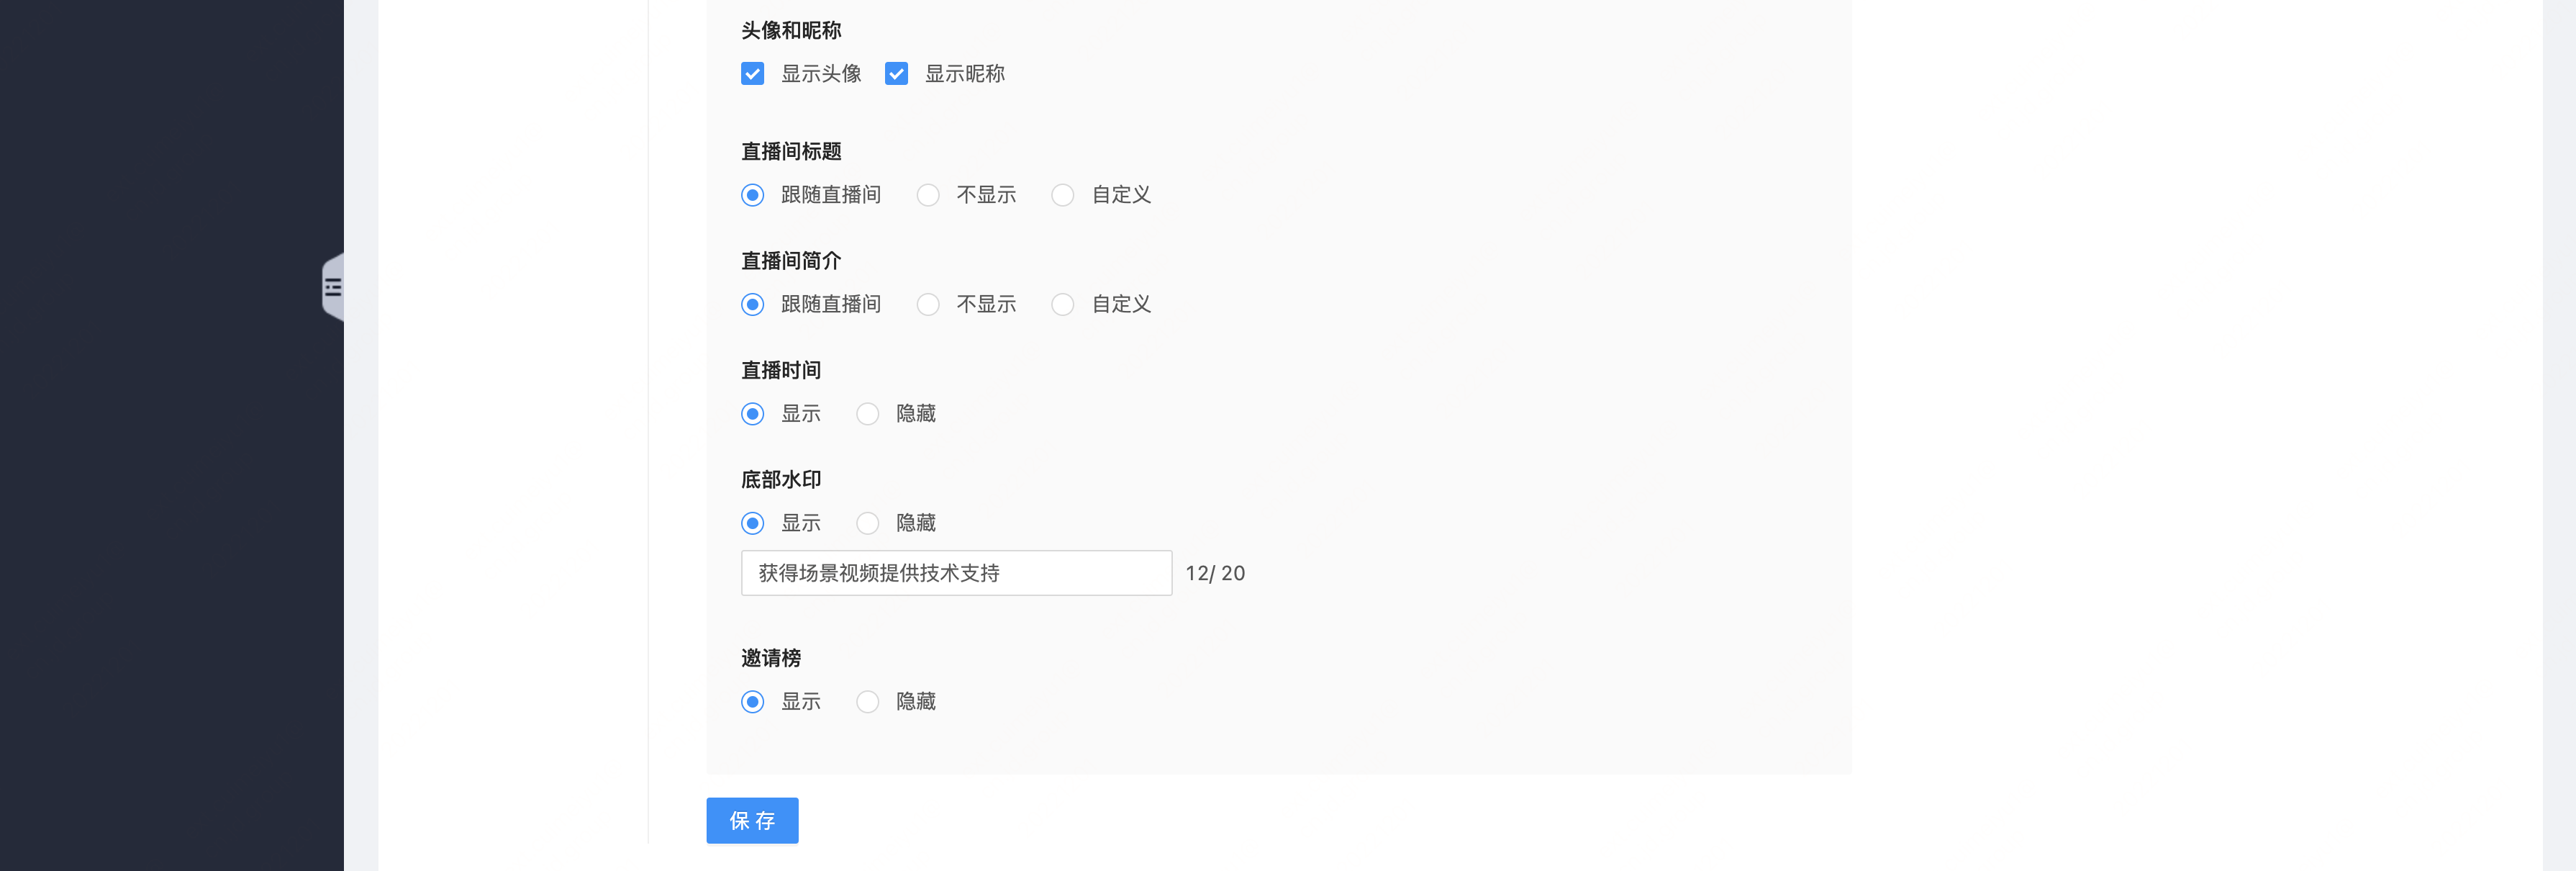 头像和昵称
显示头像 显示昵称
直播间标题
跟随直播间 不显示 自定义
直播间简介
跟随直播间 不显示 自定义
直播时间
显示 隐藏
底部水印
显示 隐藏
获得场景视频提供技术支持 12/ 20
邀请榜
显示 隐藏
保 存